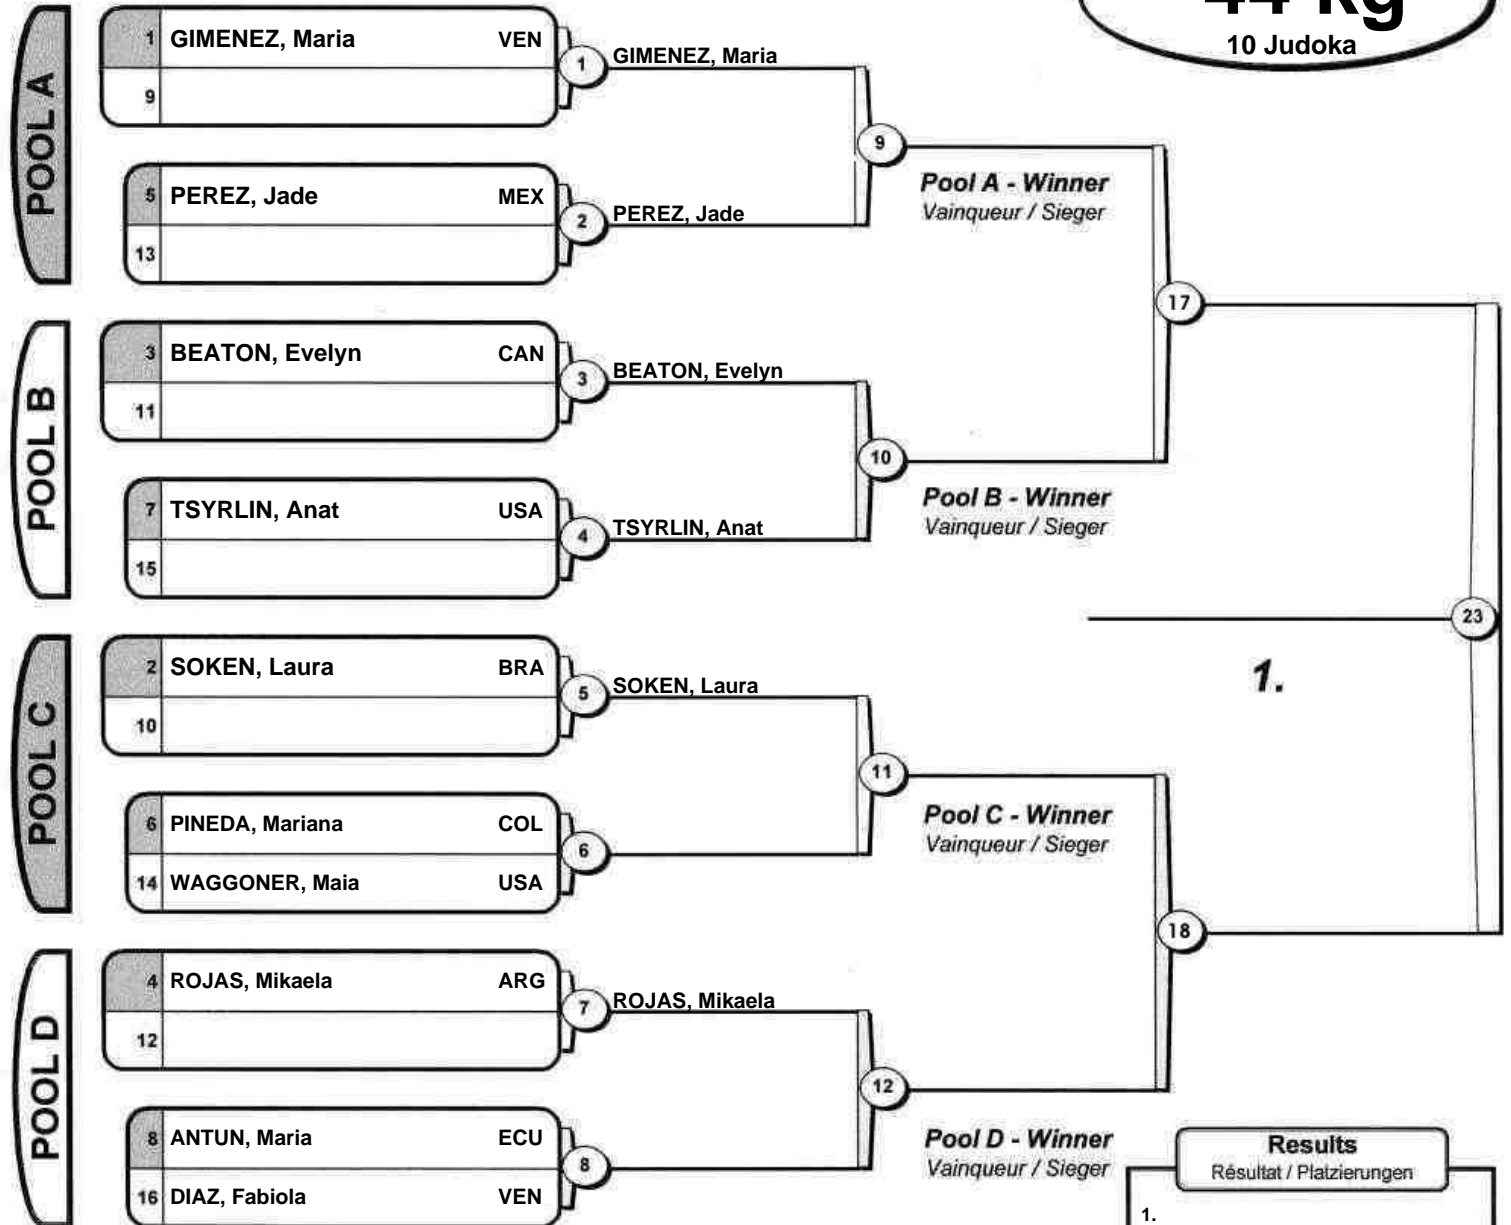 44 kg
10 Judoka
POOL A
1 GIMENEZ, Maria VEN
9
1 GIMENEZ, Maria
5 PEREZ, Jade MEX
13
2 PEREZ, Jade
9
Pool A - Winner
Vainqueur / Sieger
POOL B
3 BEATON, Evelyn CAN
11
3 BEATON, Evelyn
7 TSYRLIN, Anat USA
15
4 TSYRLIN, Anat
10
Pool B - Winner
Vainqueur / Sieger
17
23
1.
POOL C
2 SOKEN, Laura BRA
10
5 SOKEN, Laura
6 PINEDA, Mariana COL
14 WAGGONER, Maia USA
6
11
Pool C - Winner
Vainqueur / Sieger
18
POOL D
4 ROJAS, Mikaela ARG
12
7 ROJAS, Mikaela
8 ANTUN, Maria ECU
16 DIAZ, Fabiola VEN
8
12
Pool D - Winner
Vainqueur / Sieger
Results
Résultat / Platzierungen
1.